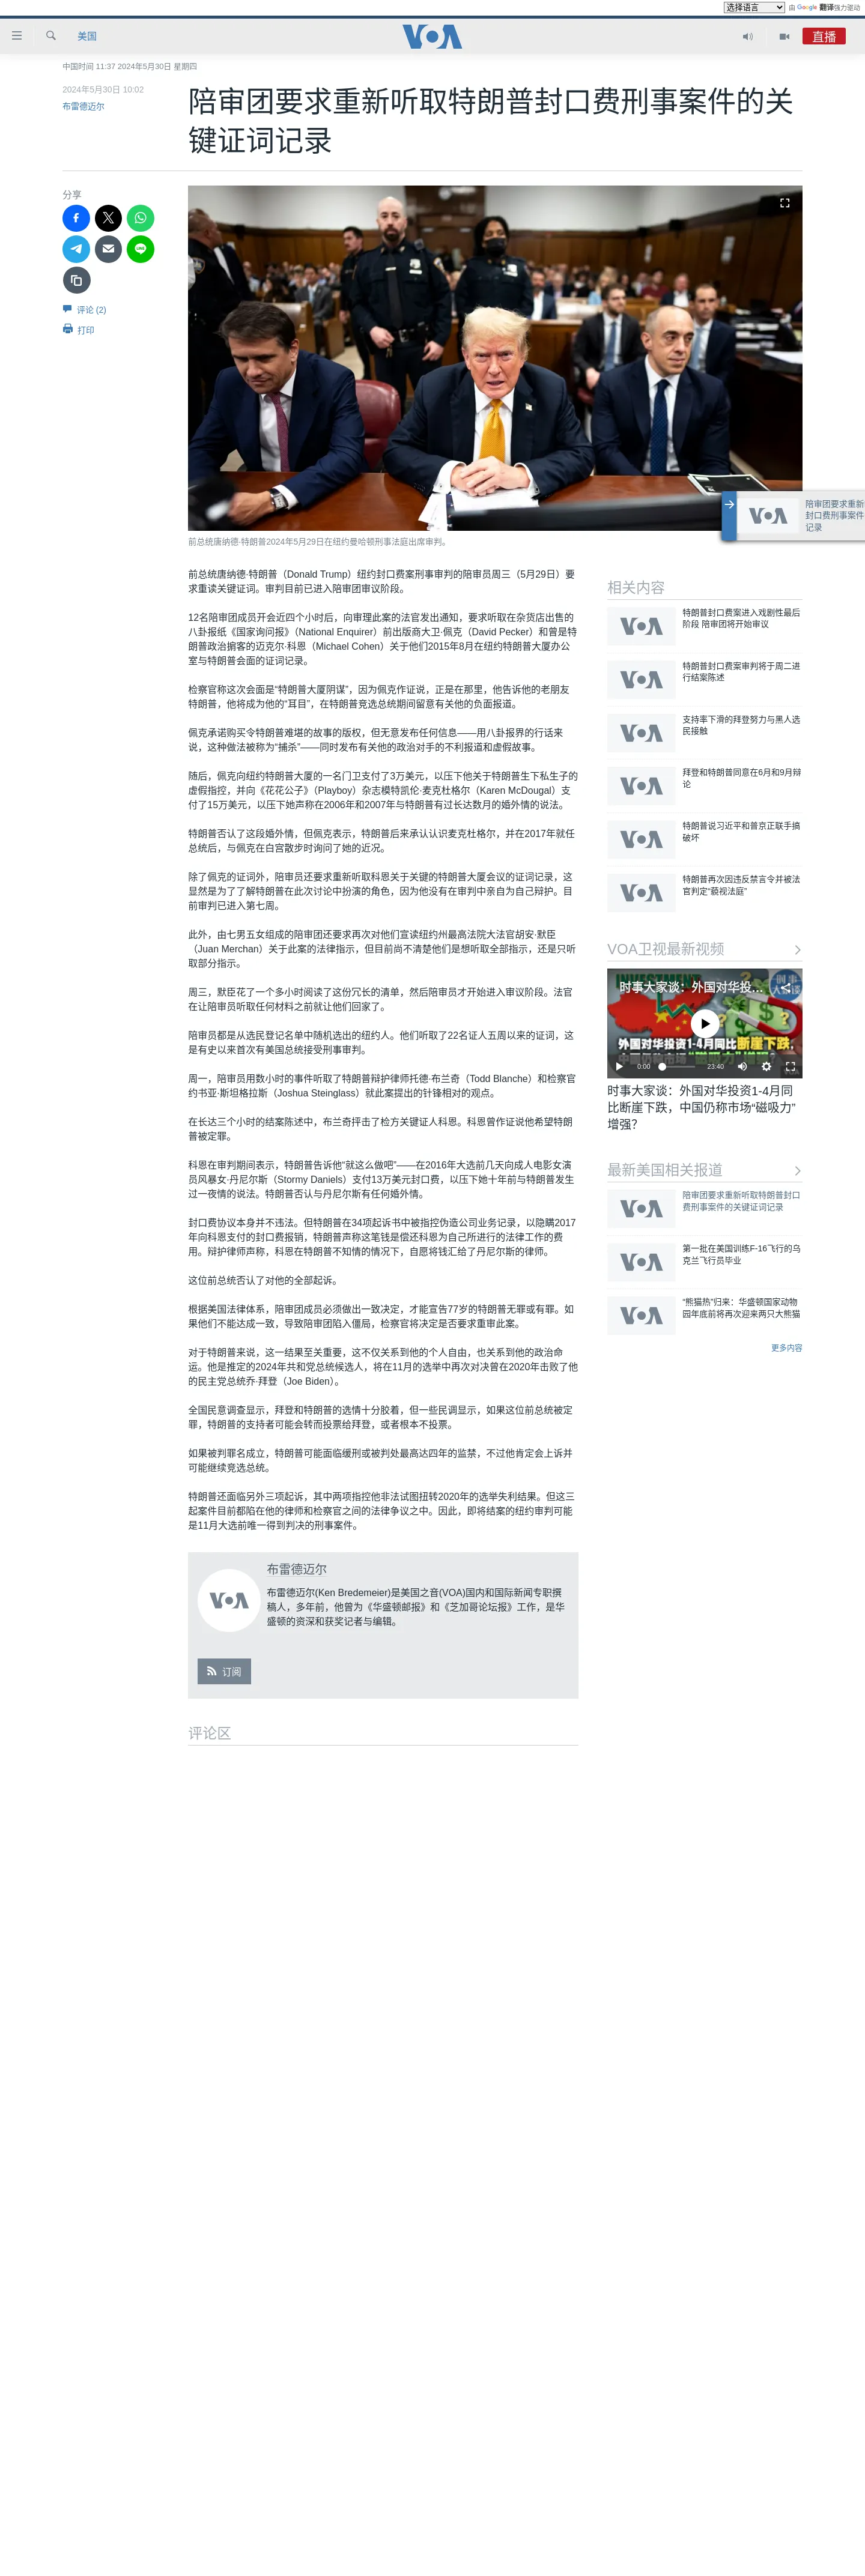 选择语言
由 Google 翻译强力驱动
美国
VOA
直播
中国时间 11:37 2024年5月30日 星期四
2024年5月30日 10:02
布雷德迈尔
陪审团要求重新听取特朗普封口费刑事案件的关
键证词记录
分享
评论 (2)
打印
前总统唐纳德·特朗普2024年5月29日在纽约曼哈顿刑事法庭出席审判。
VOA
陪审团要求重新
封口费刑事案件
记录
前总统唐纳德·特朗普（Donald Trump）纽约封口费案刑事审判的陪审员周三（5月29日）要
求重读关键证词。审判目前已进入陪审团审议阶段。
12名陪审团成员开会近四个小时后，向审理此案的法官发出通知，要求听取在杂货店出售的
八卦报纸《国家询问报》（National Enquirer）前出版商大卫·佩克（David Pecker）和曾是特
朗普政治掮客的迈克尔·科恩（Michael Cohen）关于他们2015年8月在纽约特朗普大厦办公
室与特朗普会面的证词记录。
检察官称这次会面是“特朗普大厦阴谋”，因为佩克作证说，正是在那里，他告诉他的老朋友
特朗普，他将成为他的“耳目”，在特朗普竞选总统期间留意有关他的负面报道。
佩克承诺购买令特朗普难堪的故事的版权，但无意发布任何信息——用八卦报界的行话来
说，这种做法被称为“捕杀”——同时发布有关他的政治对手的不利报道和虚假故事。
随后，佩克向纽约特朗普大厦的一名门卫支付了3万美元，以压下他关于特朗普生下私生子的
虚假指控，并向《花花公子》（Playboy）杂志模特凯伦·麦克杜格尔（Karen McDougal）支
付了15万美元，以压下她声称在2006年和2007年与特朗普有过长达数月的婚外情的说法。
特朗普否认了这段婚外情，但佩克表示，特朗普后来承认认识麦克杜格尔，并在2017年就任
总统后，与佩克在白宫散步时询问了她的近况。
除了佩克的证词外，陪审员还要求重新听取科恩关于关键的特朗普大厦会议的证词记录，这
显然是为了了解特朗普在此次讨论中扮演的角色，因为他没有在审判中亲自为自己辩护。目
前审判已进入第七周。
此外，由七男五女组成的陪审团还要求再次对他们宣读纽约州最高法院大法官胡安·默臣
（Juan Merchan）关于此案的法律指示，但目前尚不清楚他们是想听取全部指示，还是只听
取部分指示。
周三，默臣花了一个多小时阅读了这份冗长的清单，然后陪审员才开始进入审议阶段。法官
在让陪审员听取任何材料之前就让他们回家了。
陪审员都是从选民登记名单中随机选出的纽约人。他们听取了22名证人五周以来的证词，这
是有史以来首次有美国总统接受刑事审判。
周一，陪审员用数小时的事件听取了特朗普辩护律师托德·布兰奇（Todd Blanche）和检察官
约书亚·斯坦格拉斯（Joshua Steinglass）就此案提出的针锋相对的观点。
在长达三个小时的结案陈述中，布兰奇抨击了检方关键证人科恩。科恩曾作证说他希望特朗
普被定罪。
科恩在审判期间表示，特朗普告诉他“就这么做吧”——在2016年大选前几天向成人电影女演
员风暴女·丹尼尔斯（Stormy Daniels）支付13万美元封口费，以压下她十年前与特朗普发生
过一夜情的说法。特朗普否认与丹尼尔斯有任何婚外情。
封口费协议本身并不违法。但特朗普在34项起诉书中被指控伪造公司业务记录，以隐瞒2017
年向科恩支付的封口费报销，特朗普声称这笔钱是偿还科恩为自己所进行的法律工作的费
用。辩护律师声称，科恩在特朗普不知情的情况下，自愿将钱汇给了丹尼尔斯的律师。
这位前总统否认了对他的全部起诉。
根据美国法律体系，陪审团成员必须做出一致决定，才能宣告77岁的特朗普无罪或有罪。如
果他们不能达成一致，导致陪审团陷入僵局，检察官将决定是否要求重审此案。
对于特朗普来说，这一结果至关重要，这不仅关系到他的个人自由，也关系到他的政治命
运。他是推定的2024年共和党总统候选人，将在11月的选举中再次对决曾在2020年击败了他
的民主党总统乔·拜登（Joe Biden）。
全国民意调查显示，拜登和特朗普的选情十分胶着，但一些民调显示，如果这位前总统被定
罪，特朗普的支持者可能会转而投票给拜登，或者根本不投票。
如果被判罪名成立，特朗普可能面临缓刑或被判处最高达四年的监禁，不过他肯定会上诉并
可能继续竞选总统。
特朗普还面临另外三项起诉，其中两项指控他非法试图扭转2020年的选举失利结果。但这三
起案件目前都陷在他的律师和检察官之间的法律争议之中。因此，即将结案的纽约审判可能
是11月大选前唯一得到判决的刑事案件。
VOA
布雷德迈尔
布雷德迈尔(Ken Bredemeier)是美国之音(VOA)国内和国际新闻专职撰
稿人，多年前，他曾为《华盛顿邮报》和《芝加哥论坛报》工作，是华
盛顿的资深和获奖记者与编辑。
订阅
评论区
相关内容
VOA
特朗普封口费案进入戏剧性最后
阶段 陪审团将开始审议
VOA
特朗普封口费案审判将于周二进
行结案陈述
VOA
支持率下滑的拜登努力与黑人选
民接触
VOA
拜登和特朗普同意在6月和9月辩
论
VOA
特朗普说习近平和普京正联手搞
破坏
VOA
特朗普再次因违反禁言令并被法
官判定“藐视法庭”
VOA卫视最新视频
时事大家谈：外国对华投...
外国对华投资1-4月同比断崖下跌，
0:00
23:40
时事大家谈：外国对华投资1-4月同
比断崖下跌，中国仍称市场“磁吸力”
增强？
最新美国相关报道
VOA
陪审团要求重新听取特朗普封口
费刑事案件的关键证词记录
VOA
第一批在美国训练F-16飞行的乌
克兰飞行员毕业
VOA
“熊猫热”归来：华盛顿国家动物
园年底前将再次迎来两只大熊猫
更多内容